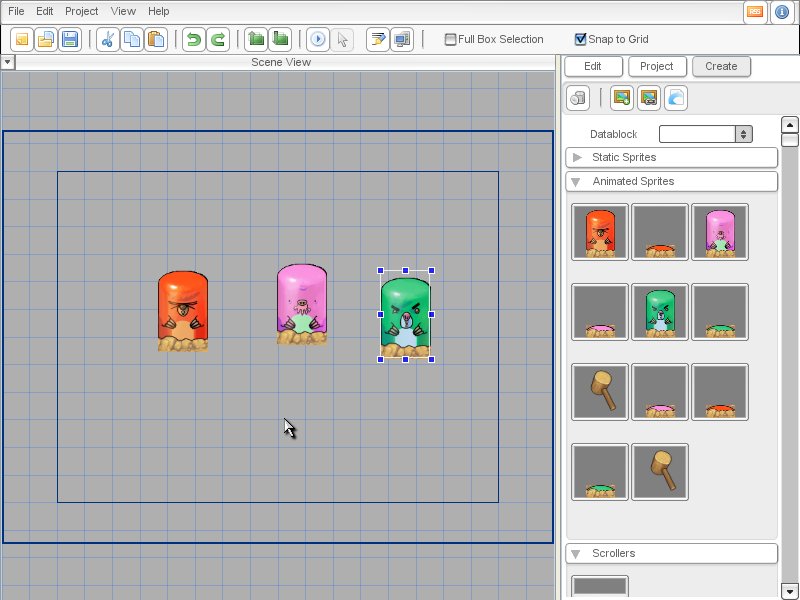 File Edit Project View Help
Full Box Selection Snap to Grid
Scene View
Edit Project Create
Datablock
Static Sprites
Animated Sprites
Scrollers